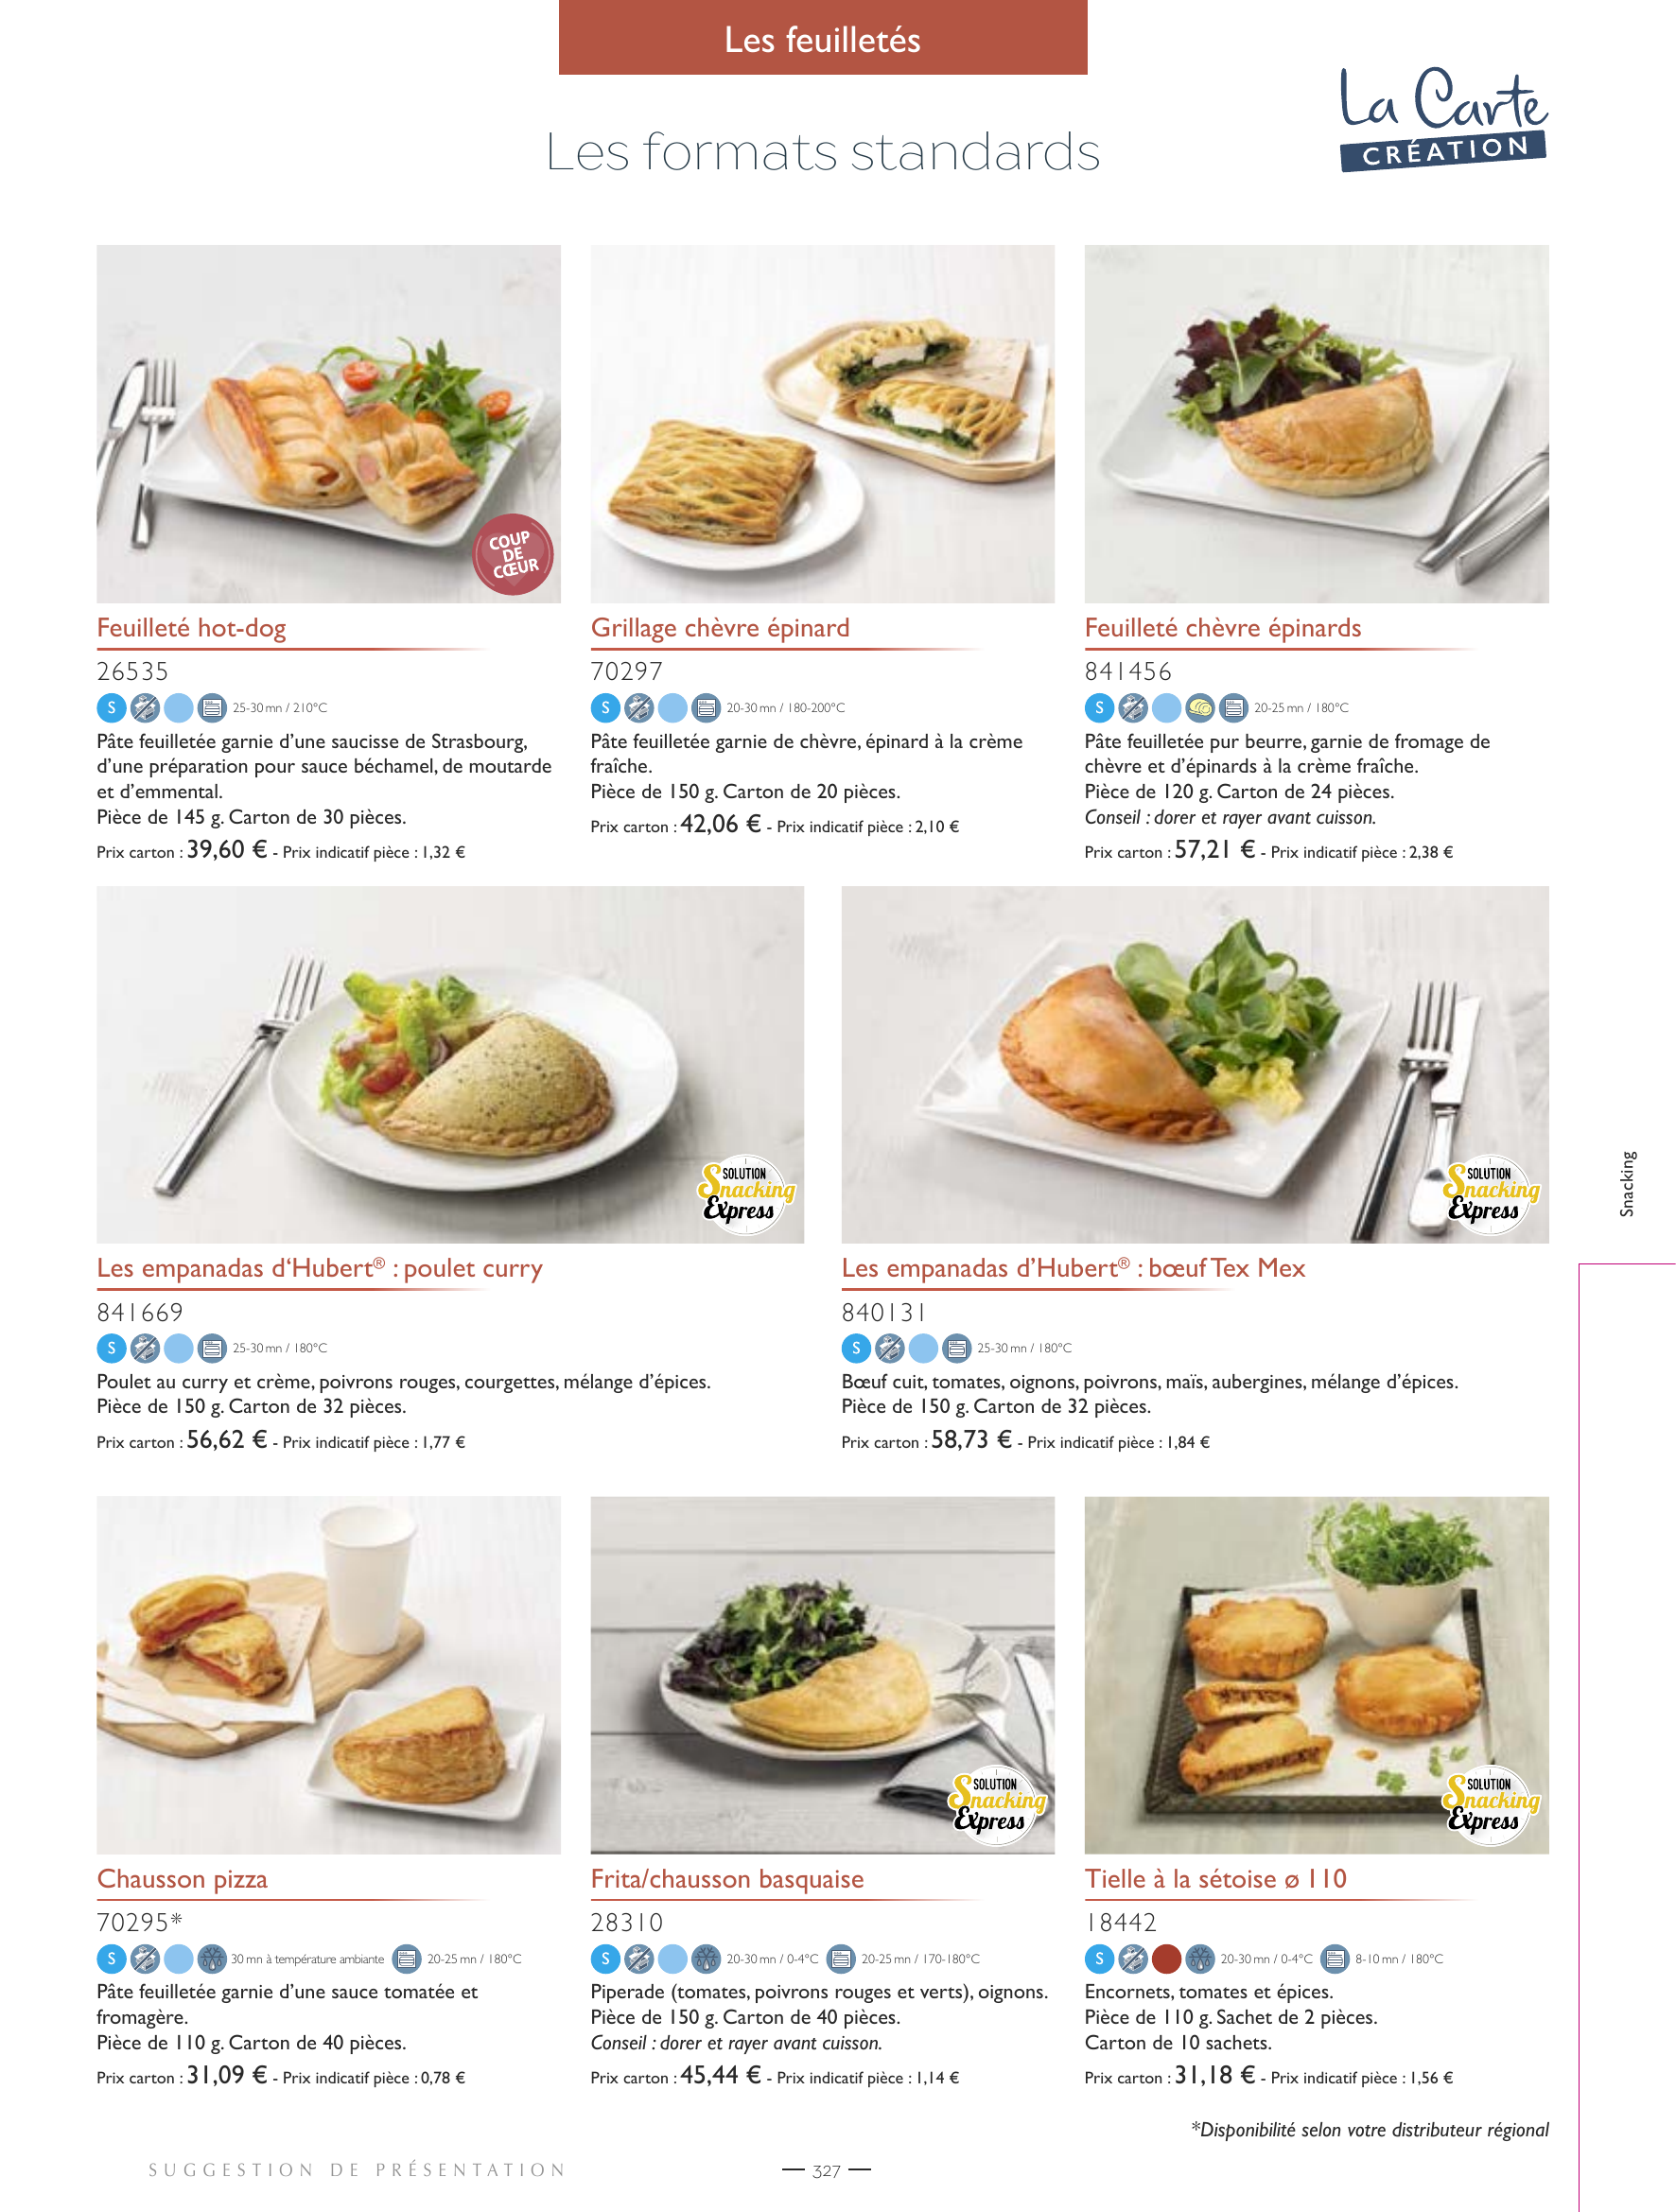 Les feuilletés
La Carte
CRÉATION
Les formats standards
COUP
DE
CŒUR
Feuilleté hot-dog
26535
S 25-30 mn / 210°C
Pâte feuilletée garnie d’une saucisse de Strasbourg,
d’une préparation pour sauce béchamel, de moutarde
et d’emmental.
Pièce de 145 g. Carton de 30 pièces.
Prix carton : 39,60 € - Prix indicatif pièce : 1,32 €
Grillage chèvre épinard
70297
S 20-30 mn / 180-200°C
Pâte feuilletée garnie de chèvre, épinard à la crème
fraîche.
Pièce de 150 g. Carton de 20 pièces.
Prix carton : 42,06 € - Prix indicatif pièce : 2,10 €
Feuilleté chèvre épinards
841456
S 20-25 mn / 180°C
Pâte feuilletée pur beurre, garnie de fromage de
chèvre et d’épinards à la crème fraîche.
Pièce de 120 g. Carton de 24 pièces.
Conseil : dorer et rayer avant cuisson.
Prix carton : 57,21 € - Prix indicatif pièce : 2,38 €
SOLUTION
Snacking
Express
Les empanadas d‘Hubert® : poulet curry
841669
S 25-30 mn / 180°C
Poulet au curry et crème, poivrons rouges, courgettes, mélange d’épices.
Pièce de 150 g. Carton de 32 pièces.
Prix carton : 56,62 € - Prix indicatif pièce : 1,77 €
SOLUTION
Snacking
Express
Les empanadas d’Hubert® : bœuf Tex Mex
840131
S 25-30 mn / 180°C
Bœuf cuit, tomates, oignons, poivrons, maïs, aubergines, mélange d’épices.
Pièce de 150 g. Carton de 32 pièces.
Prix carton : 58,73 € - Prix indicatif pièce : 1,84 €
Snacking
Chausson pizza
70295*
S 30 mn à température ambiante 20-25 mn / 180°C
Pâte feuilletée garnie d’une sauce tomatée et
fromagère.
Pièce de 110 g. Carton de 40 pièces.
Prix carton : 31,09 € - Prix indicatif pièce : 0,78 €
SOLUTION
Snacking
Express
Frita/chausson basquaise
28310
S 20-30 mn / 0-4°C 20-25 mn / 170-180°C
Piperade (tomates, poivrons rouges et verts), oignons.
Pièce de 150 g. Carton de 40 pièces.
Conseil : dorer et rayer avant cuisson.
Prix carton : 45,44 € - Prix indicatif pièce : 1,14 €
SOLUTION
Snacking
Express
Tielle à la sétoise ø 110
18442
S 20-30 mn / 0-4°C 8-10 mn / 180°C
Encornets, tomates et épices.
Pièce de 110 g. Sachet de 2 pièces.
Carton de 10 sachets.
Prix carton : 31,18 € - Prix indicatif pièce : 1,56 €
*Disponibilité selon votre distributeur régional
SUGGESTION DE PRÉSENTATION
327